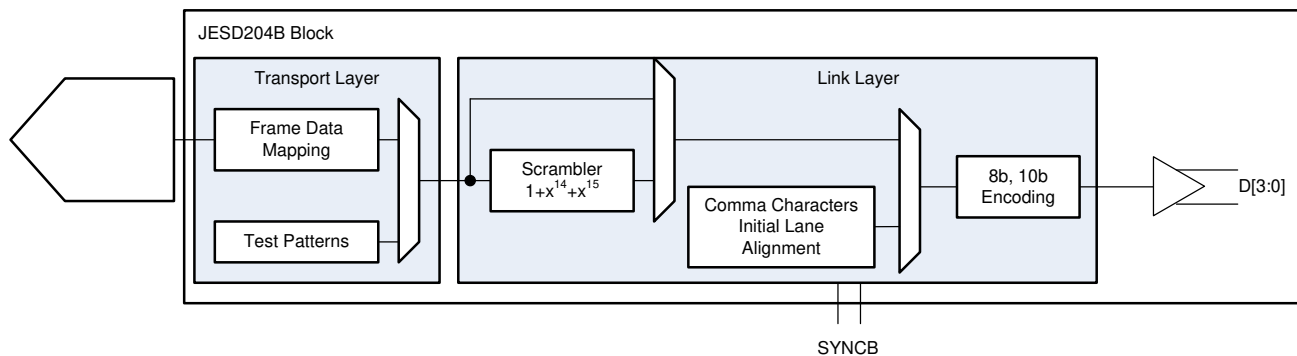 JESD204B Block
Transport Layer
Link Layer
Frame Data
Mapping
Scrambler
1+x¹⁴+x¹⁵
8b, 10b
Encoding
D[3:0]
Comma Characters
Initial Lane
Alignment
Test Patterns
SYNCB